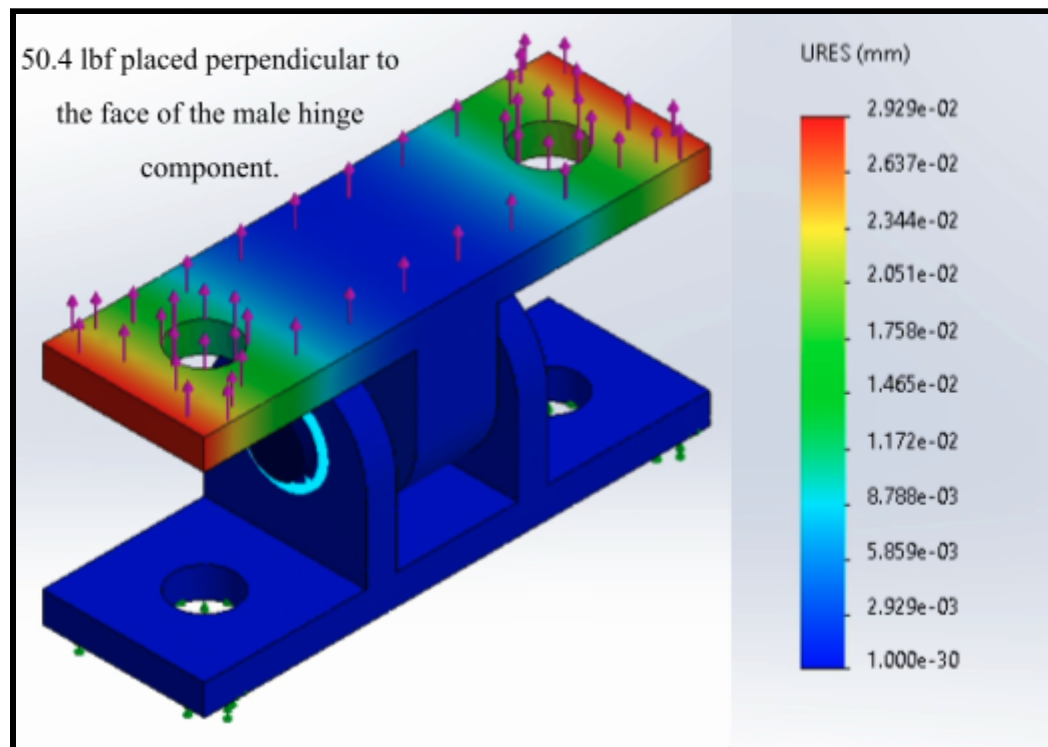 50.4 lbf placed perpendicular to
the face of the male hinge
component.
URES (mm)
2.929e-02
2.637e-02
2.344e-02
2.051e-02
1.758e-02
1.465e-02
1.172e-02
8.788e-03
5.859e-03
2.929e-03
1.000e-30